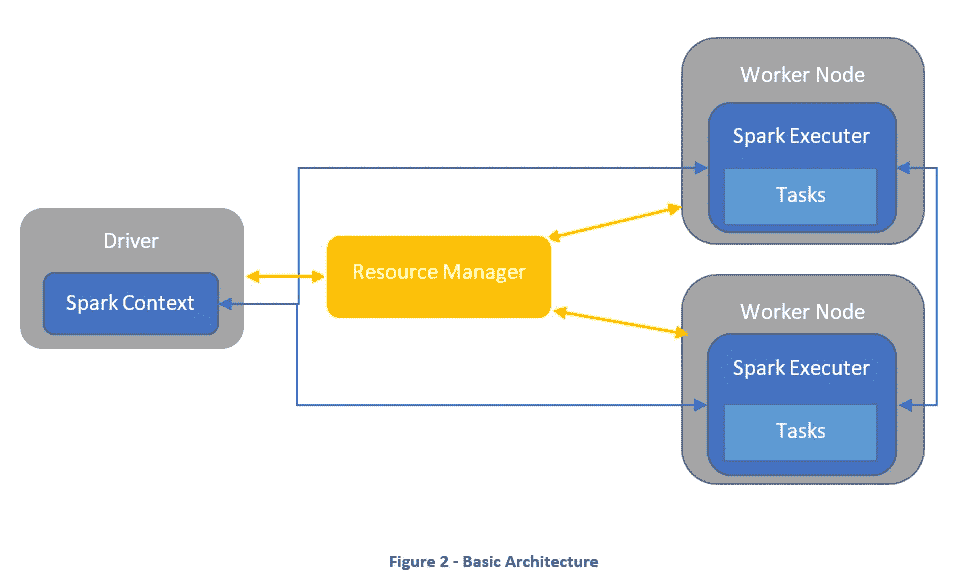 Driver
Spark Context
Resource Manager
Worker Node
Spark Executer
Tasks
Worker Node
Spark Executer
Tasks
Figure 2 - Basic Architecture